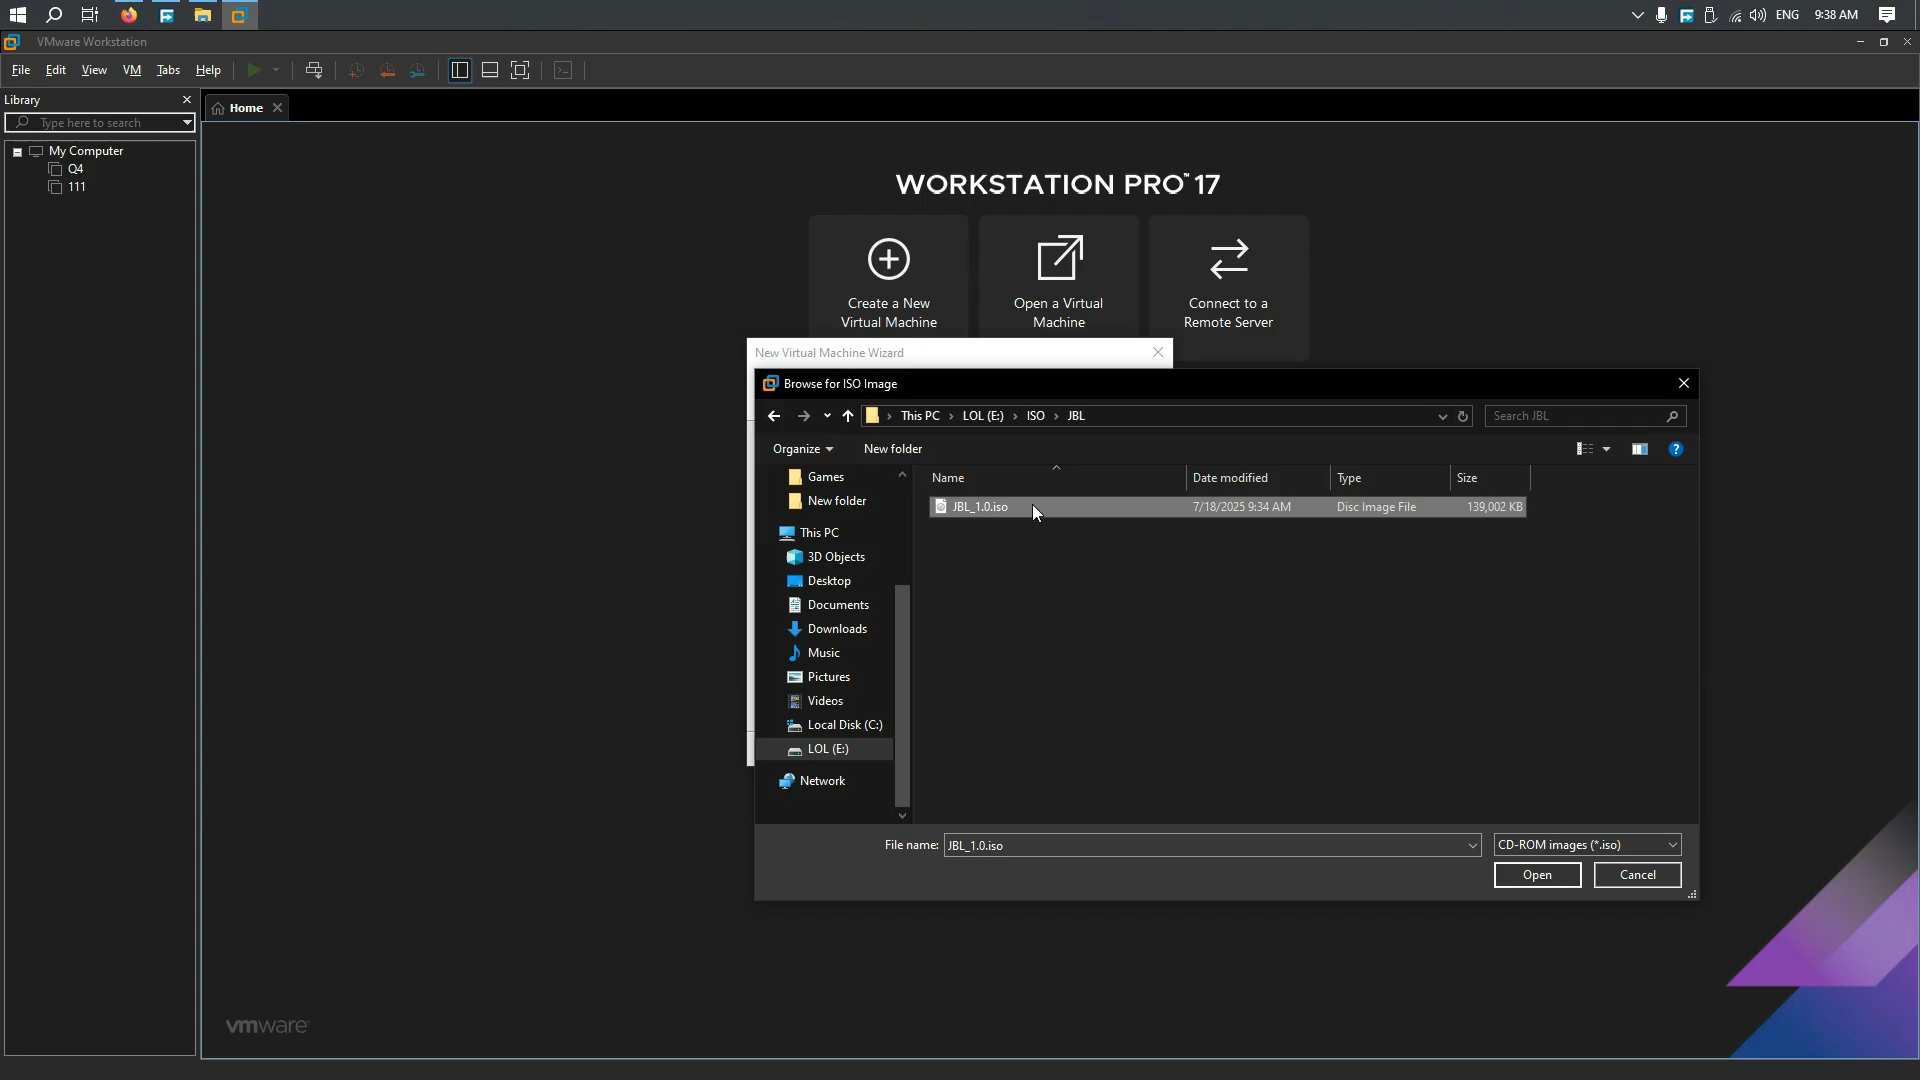 ENG
9:38 AM
VMware Workstation
File Edit View VM Tabs Help
Library
Type here to search
My Computer
Q4
111
Home
WORKSTATION PRO™ 17
Create a New
Virtual Machine
Open a Virtual
Machine
Connect to a
Remote Server
New Virtual Machine Wizard
Browse for ISO Image
This PC > LOL (E:) > ISO > JBL
Search JBL
Organize
New folder
Name Date modified Type Size
JBL_1.0.iso 7/18/2025 9:34 AM Disc Image File 139,002 KB
Games
New folder
This PC
3D Objects
Desktop
Documents
Downloads
Music
Pictures
Videos
Local Disk (C:)
LOL (E:)
Network
File name: JBL_1.0.iso
CD-ROM images (*.iso)
Open
Cancel
vmware